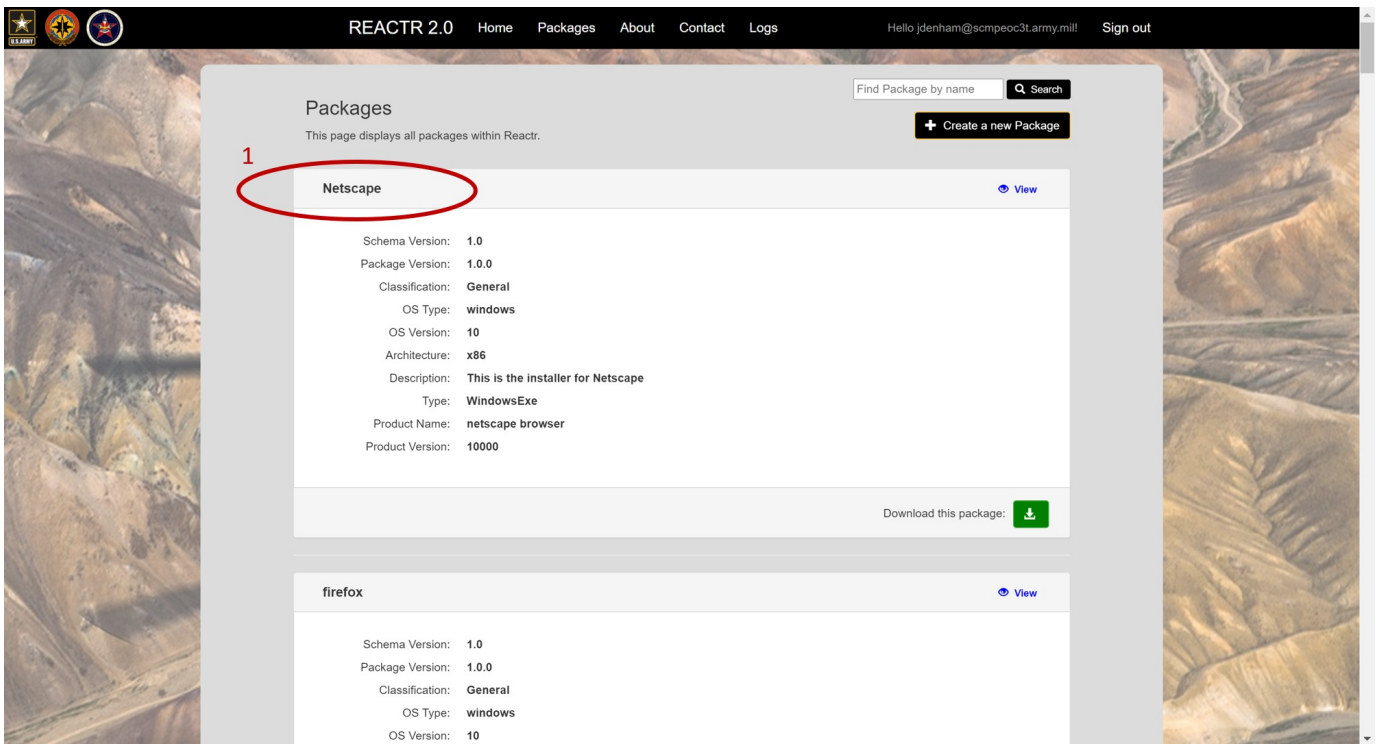 U.S. ARMY
REACTR 2.0 Home Packages About Contact Logs Hello jdenham@scmpeoc3t.army.mil! Sign out
Find Package by name Search
Packages
Create a new Package
This page displays all packages within Reactr.
1
Netscape View
Schema Version: 1.0
Package Version: 1.0.0
Classification: General
OS Type: windows
OS Version: 10
Architecture: x86
Description: This is the installer for Netscape
Type: WindowsExe
Product Name: netscape browser
Product Version: 10000
Download this package:
firefox View
Schema Version: 1.0
Package Version: 1.0.0
Classification: General
OS Type: windows
OS Version: 10